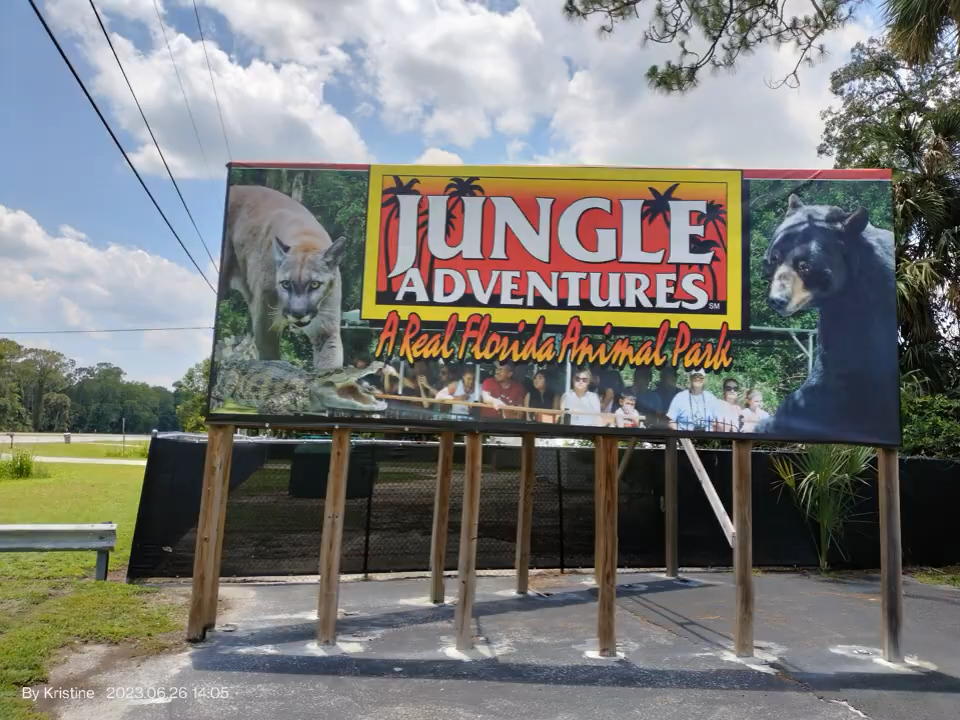 JUNGLE
ADVENTURES SM
A Real Florida Animal Park
By Kristine 2023.06.26 14:05